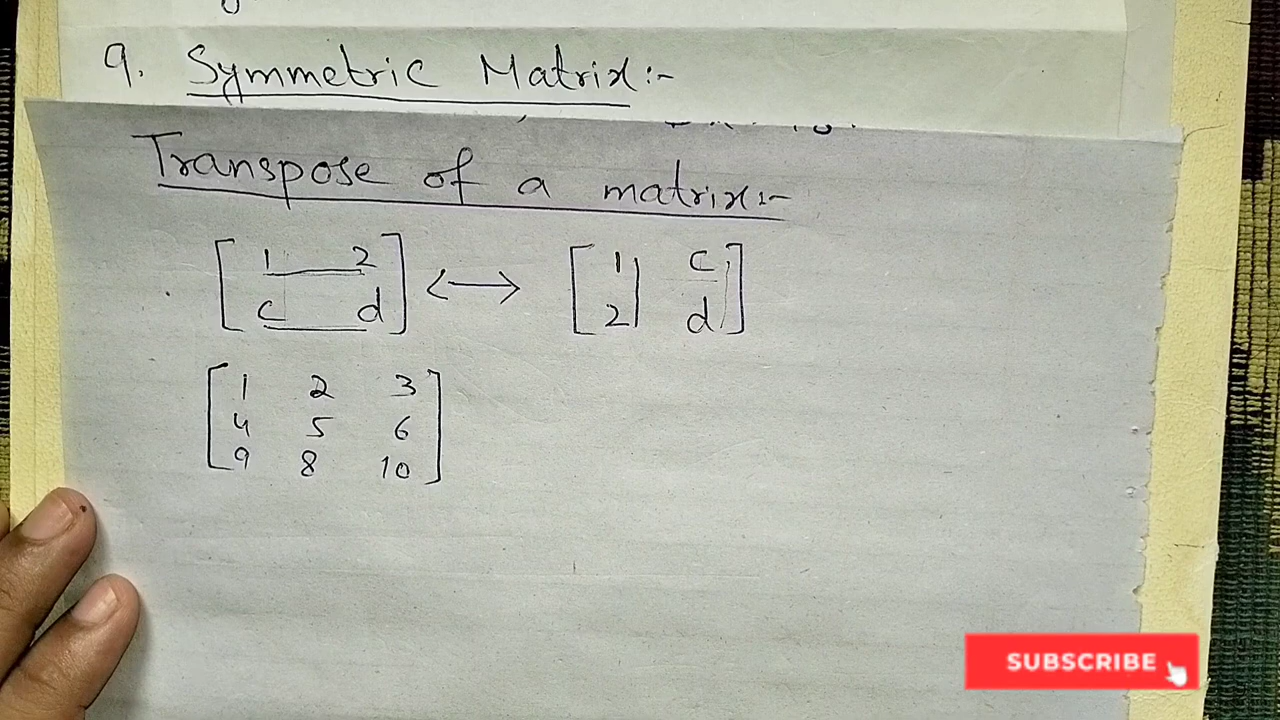 9. Symmetric Matrix:-
Transpose of a matrix:-
[1 2] <-> [1 c]
[c d] [2 d]
[1 2 3]
[4 5 6]
[9 8 10]
SUBSCRIBE